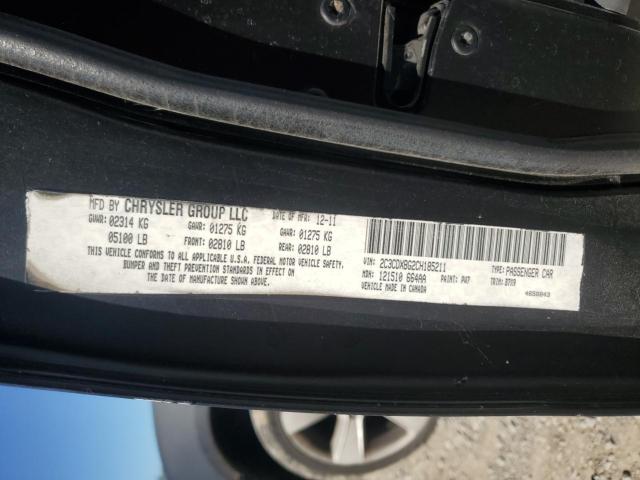 MFD BY CHRYSLER GROUP LLC
DATE OF MFR: 12-11
GVWR: 02314 KG
GAWR: 01275 KG
GAWR: 01275 KG
05100 LB
FRONT: 02810 LB
REAR: 02810 LB
THIS VEHICLE CONFORMS TO ALL APPLICABLE U.S.A. FEDERAL MOTOR VEHICLE SAFETY,
BUMPER AND THEFT PREVENTION STANDARDS IN EFFECT ON
THE DATE OF MANUFACTURE SHOWN ABOVE.
VIN: 2C3CDXBG2CH185211
TYPE: PASSENGER CAR
MDH: 121510 664AA
PAINT: PW7
TRIM:
VEHICLE MADE IN CANADA